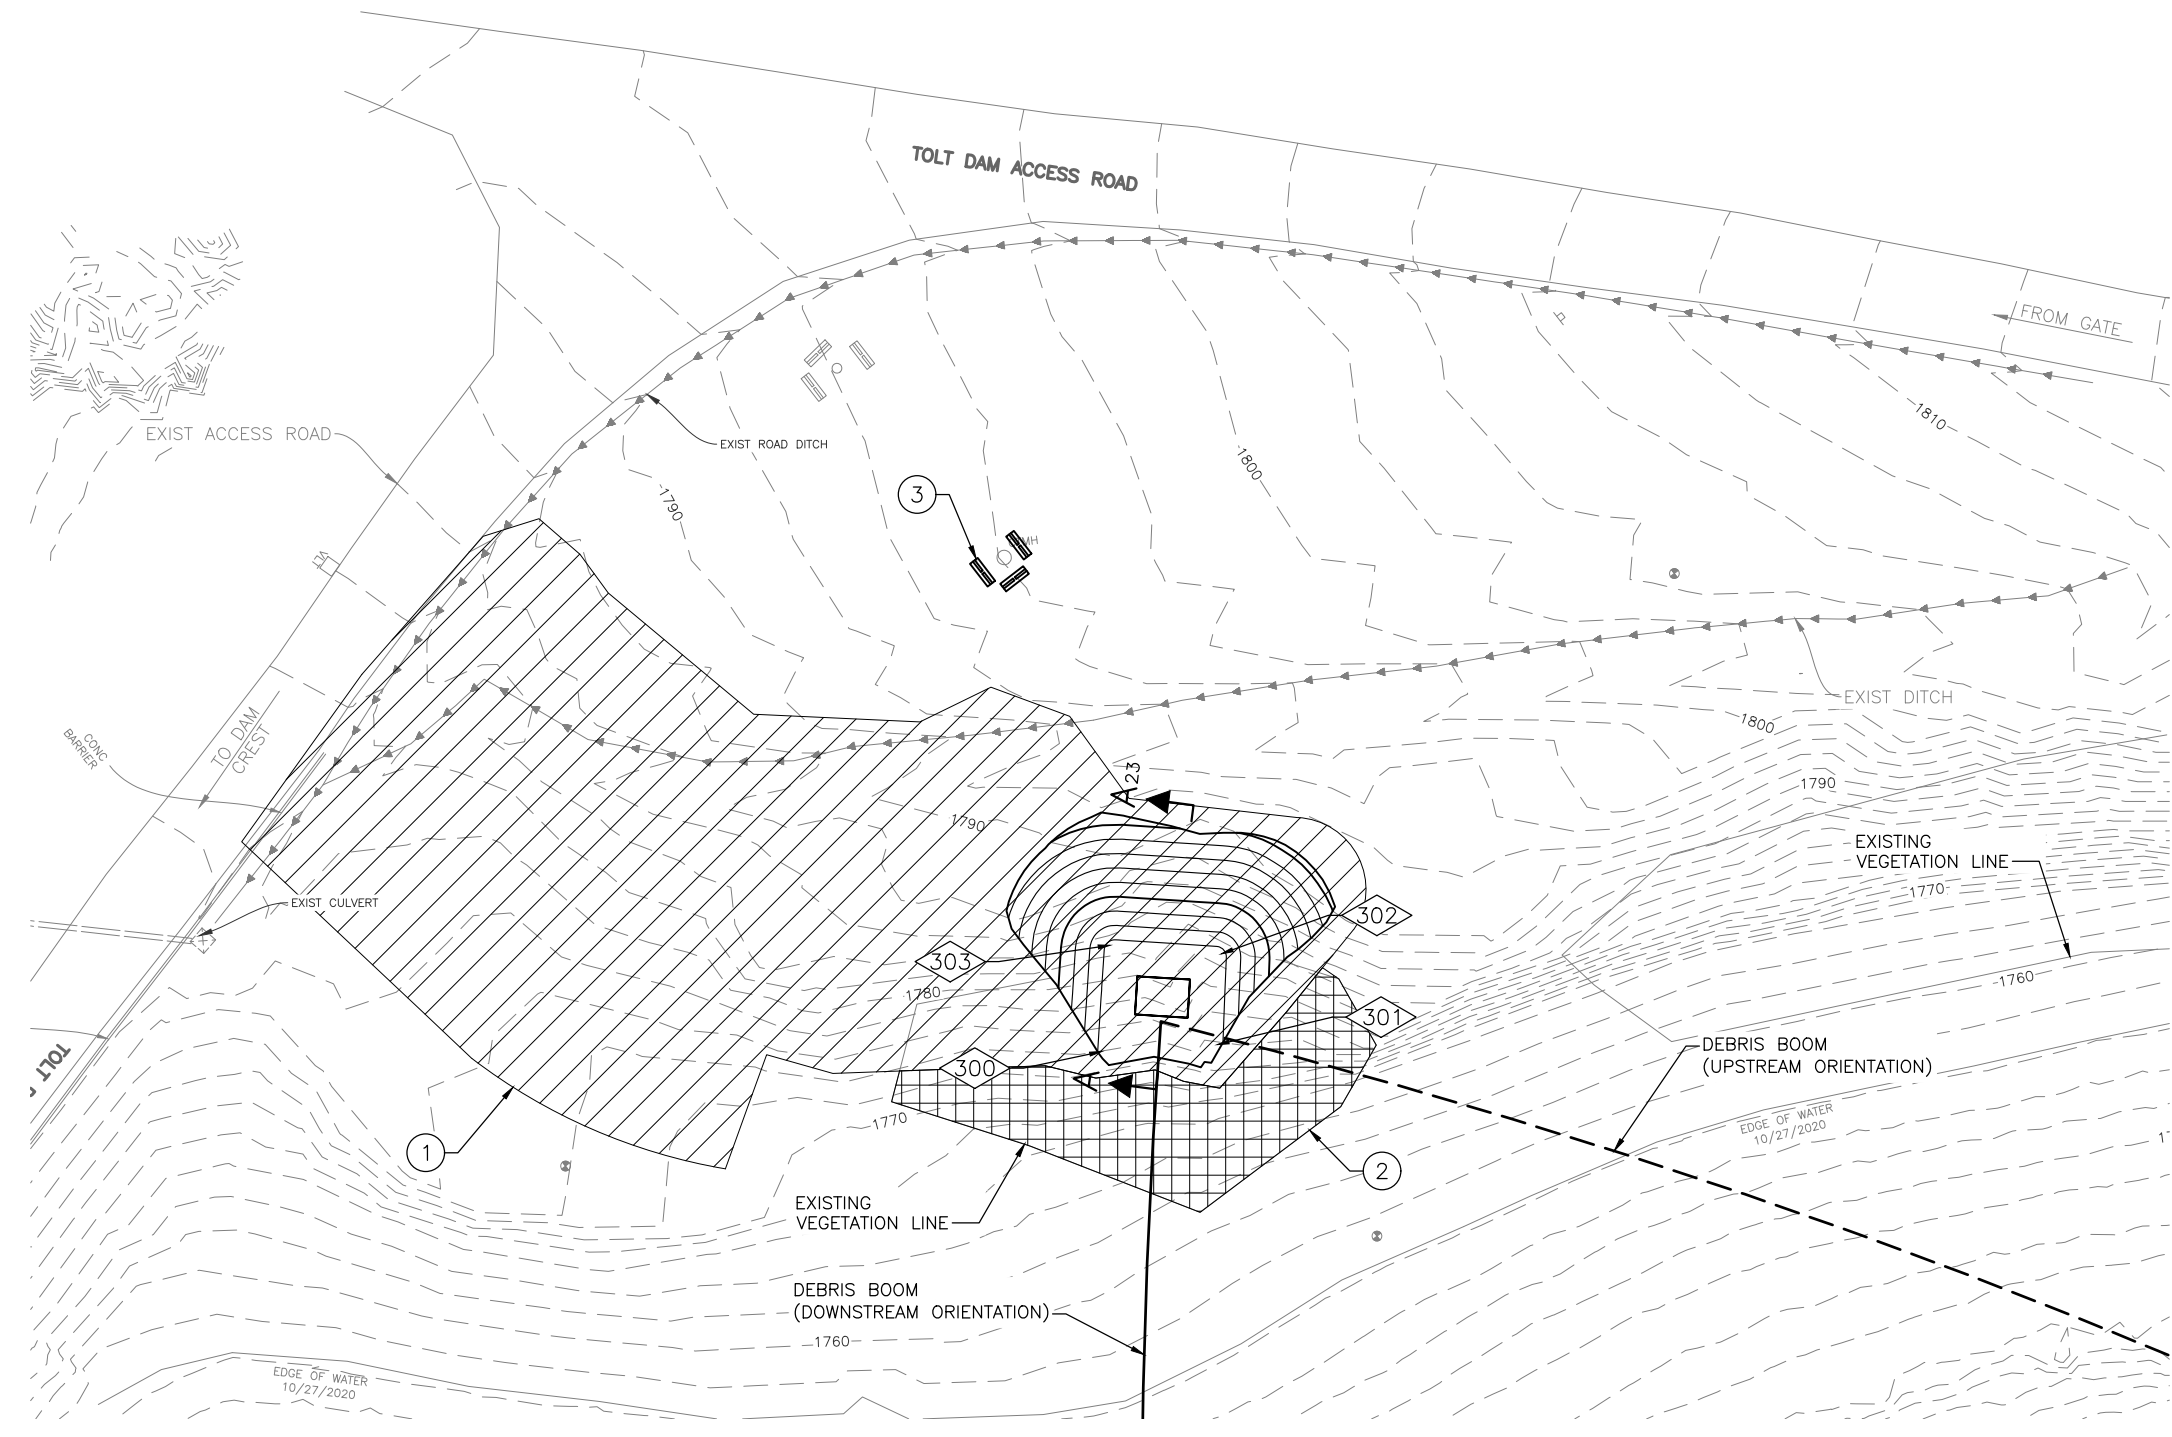 TOLT DAM ACCESS ROAD
FROM GATE
1810
EXIST ACCESS ROAD
EXIST ROAD DITCH
1800
3
1790
MH
P
EXIST DITCH
1800
TO DAM
CREST
CONC
BARRIER
A 23
1790
1790
EXISTING
VEGETATION LINE
1770
EXIST CULVERT
302
303
1780
1760
301
DEBRIS BOOM
(UPSTREAM ORIENTATION)
300
A
TOLT
1770
EDGE OF WATER
10/27/2020
1
2
EXISTING
VEGETATION LINE
DEBRIS BOOM
(DOWNSTREAM ORIENTATION)
1760
EDGE OF WATER
10/27/2020